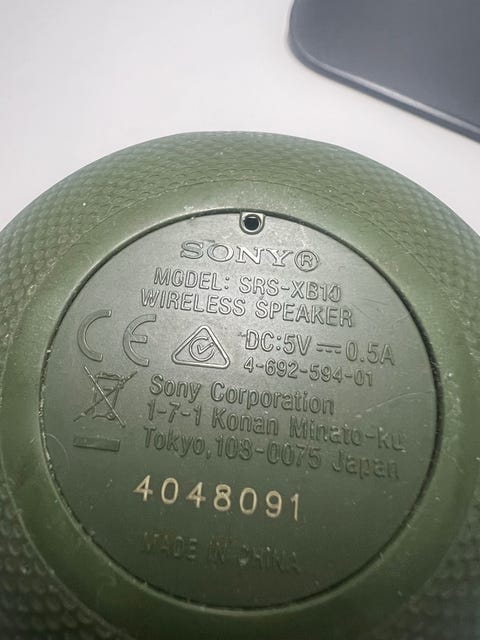 SONY®
MODEL: SRS-XB10
WIRELESS SPEAKER
CE
DC:5V ⎓ 0.5A
4-692-594-01
Sony Corporation
1-7-1 Konan Minato-ku
Tokyo, 108-0075 Japan
4048091
MADE IN CHINA